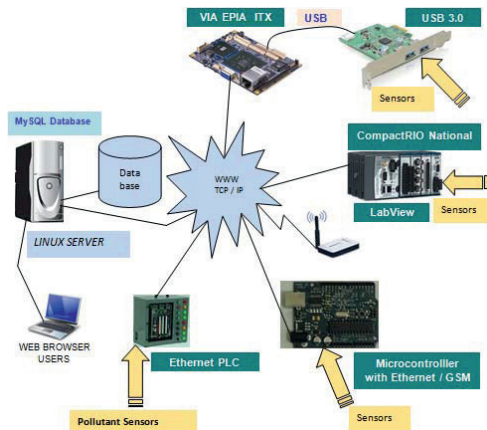 VIA EPIA ITX
USB
USB 3.0
Sensors
MySQL Database
CompactRIO National
Data
base
WWW
TCP / IP
Sensors
LabView
LINUX SERVER
WEB BROWSER
USERS
Ethernet PLC
Microcontrolller
with Ethernet / GSM
Pollutant Sensors
Sensors